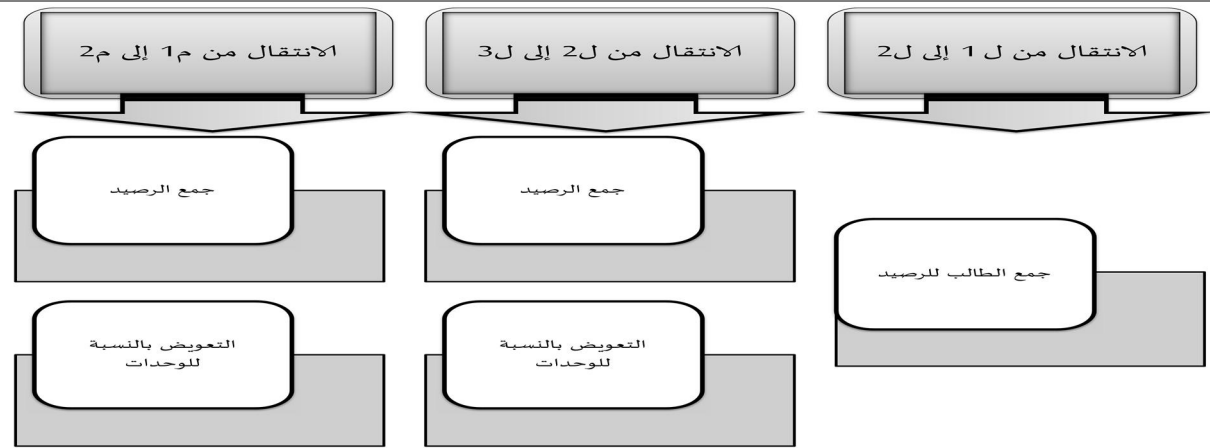 الانتقال من ل 1 إلى ل2
الانتقال من ل2 إلى ل3
الانتقال من م1 إلى م2
جمع الطالب للرصيد
جمع الرصيد
التعويض بالنسبة
للوحدات
جمع الرصيد
التعويض بالنسبة
للوحدات